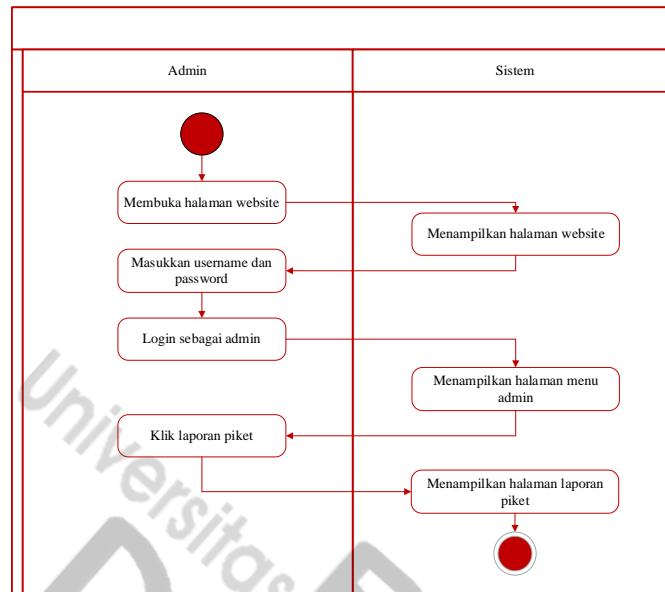 Admin
Sistem
Membuka halaman website
Menampilkan halaman website
Masukkan username dan
password
Login sebagai admin
Menampilkan halaman menu
admin
Klik laporan piket
Menampilkan halaman laporan
piket
Universitas